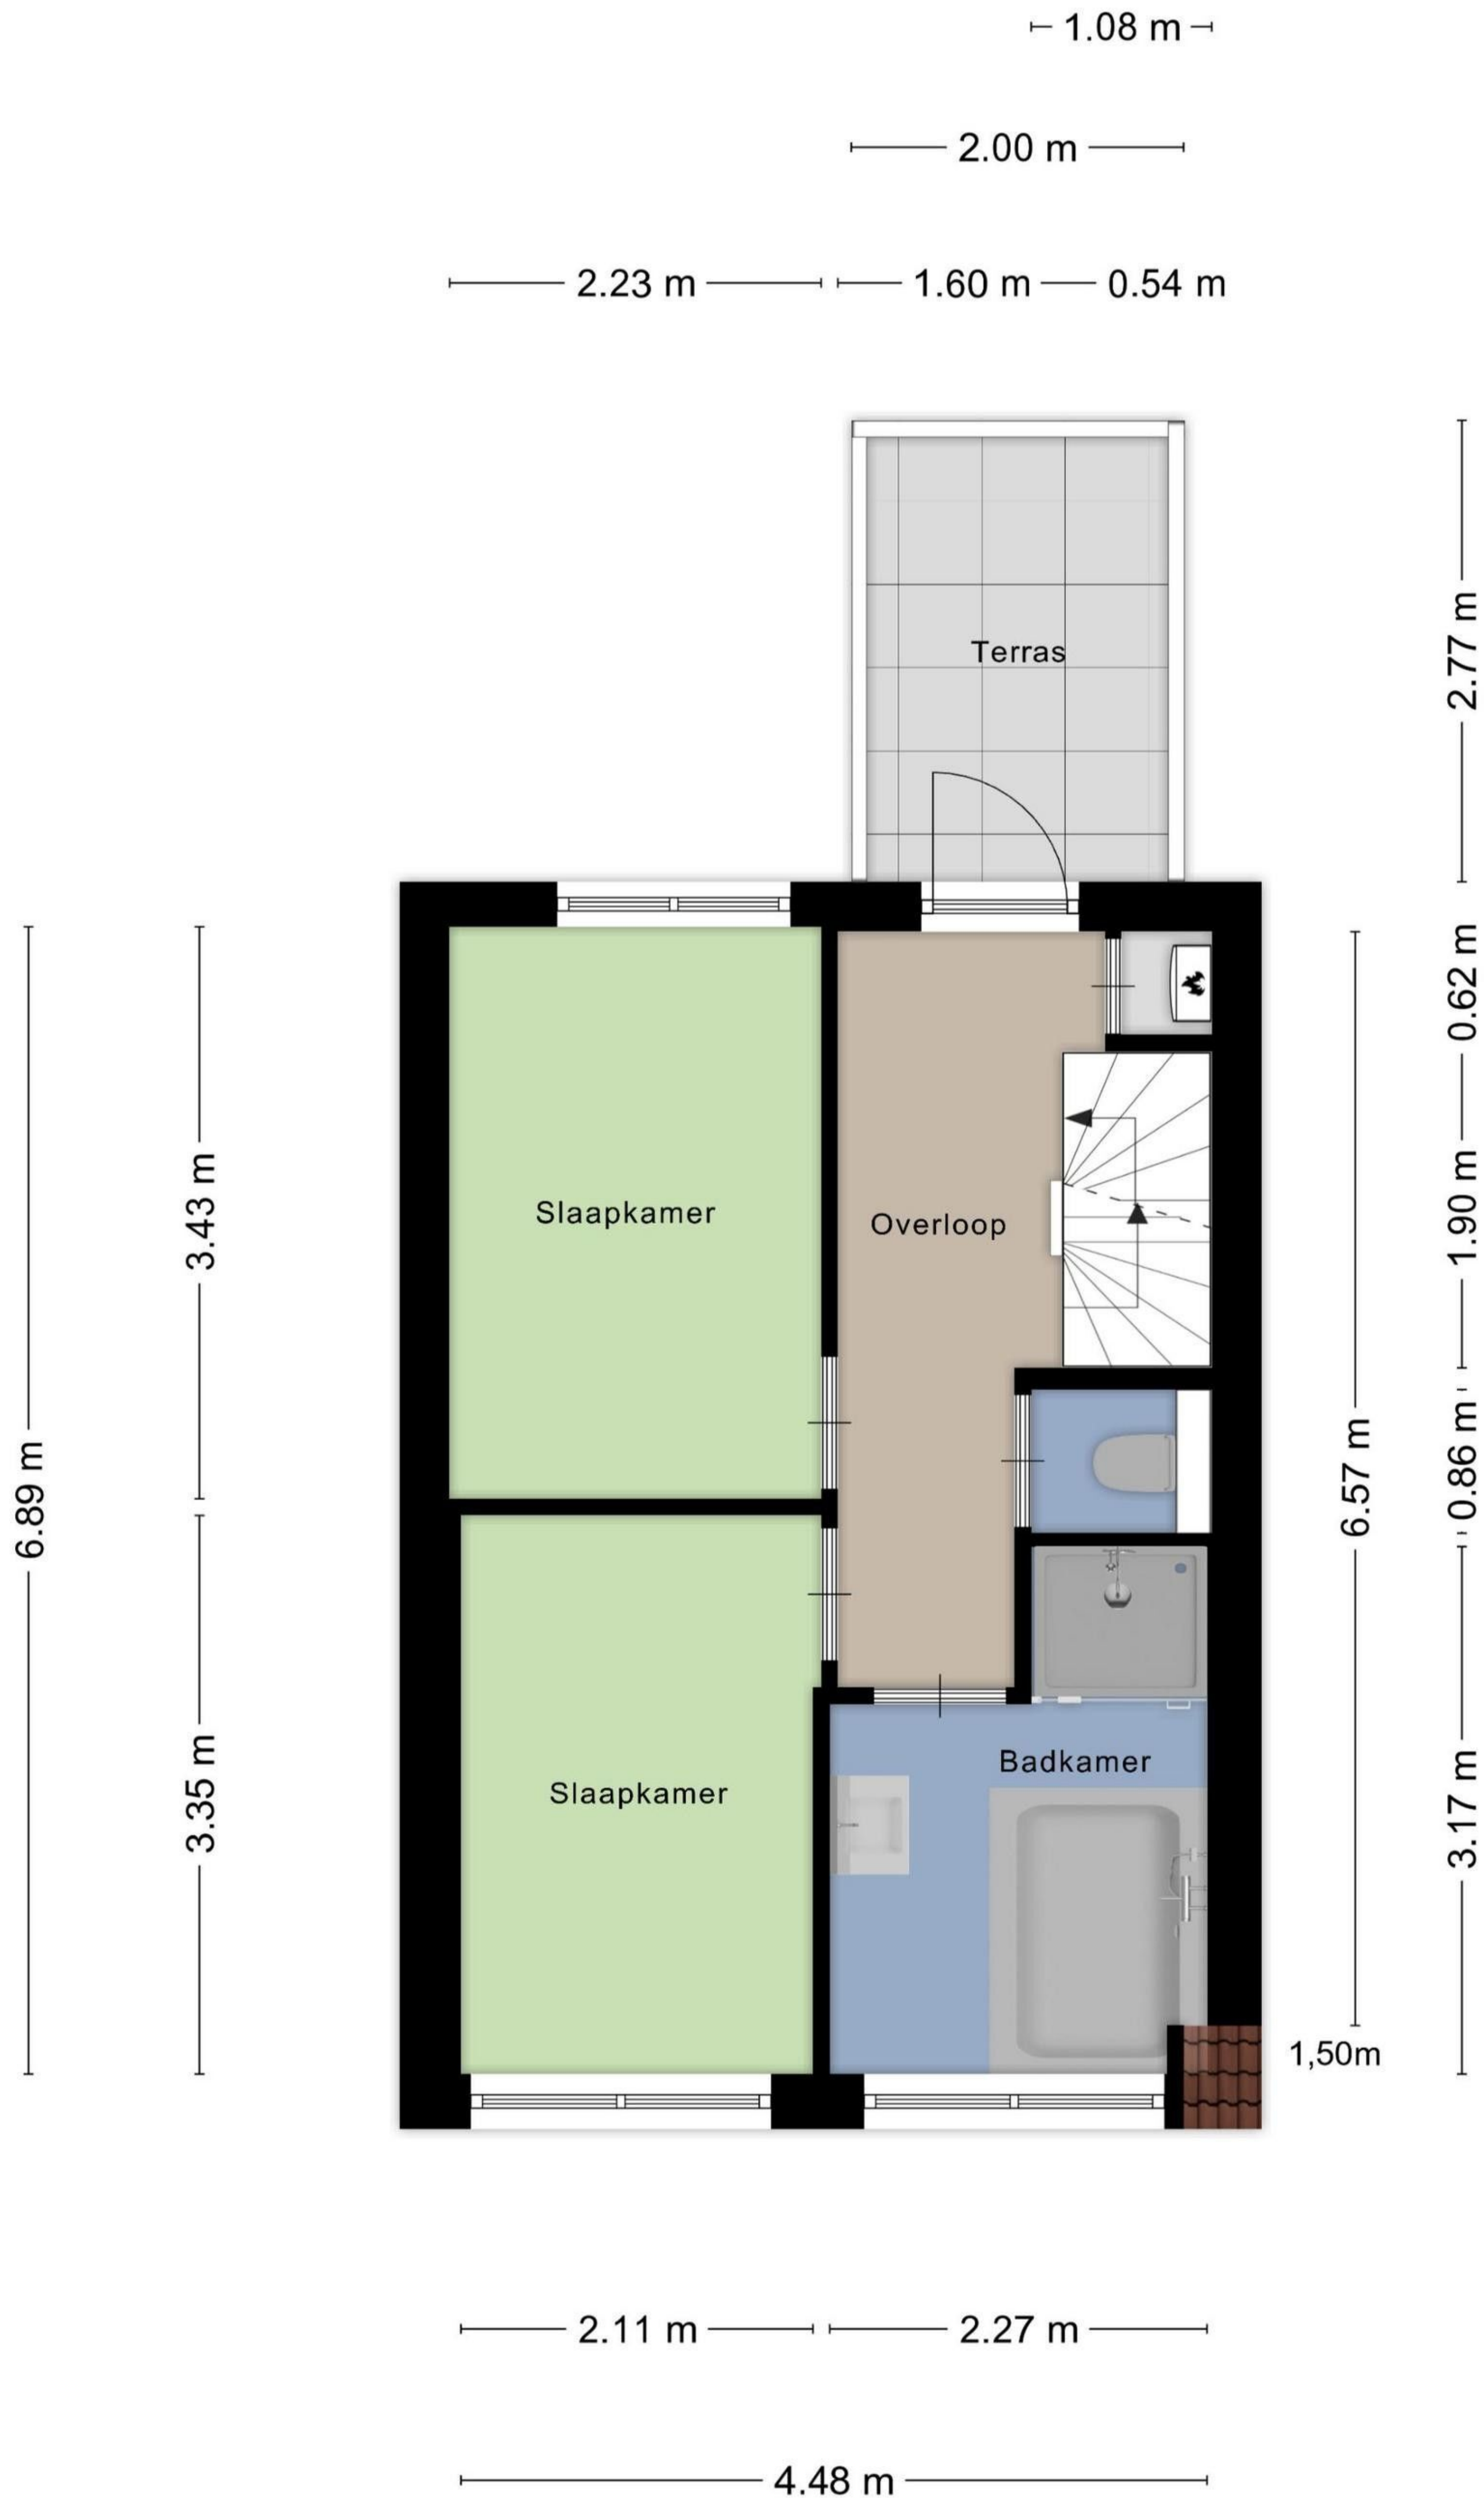 1.08 m
2.00 m
2.23 m
1.60 m
0.54 m
2.77 m
Terras
0.62 m
3.43 m
1.90 m
Slaapkamer
Overloop
6.89 m
0.86 m
6.57 m
3.35 m
Badkamer
Slaapkamer
3.17 m
1,50m
2.11 m
2.27 m
4.48 m